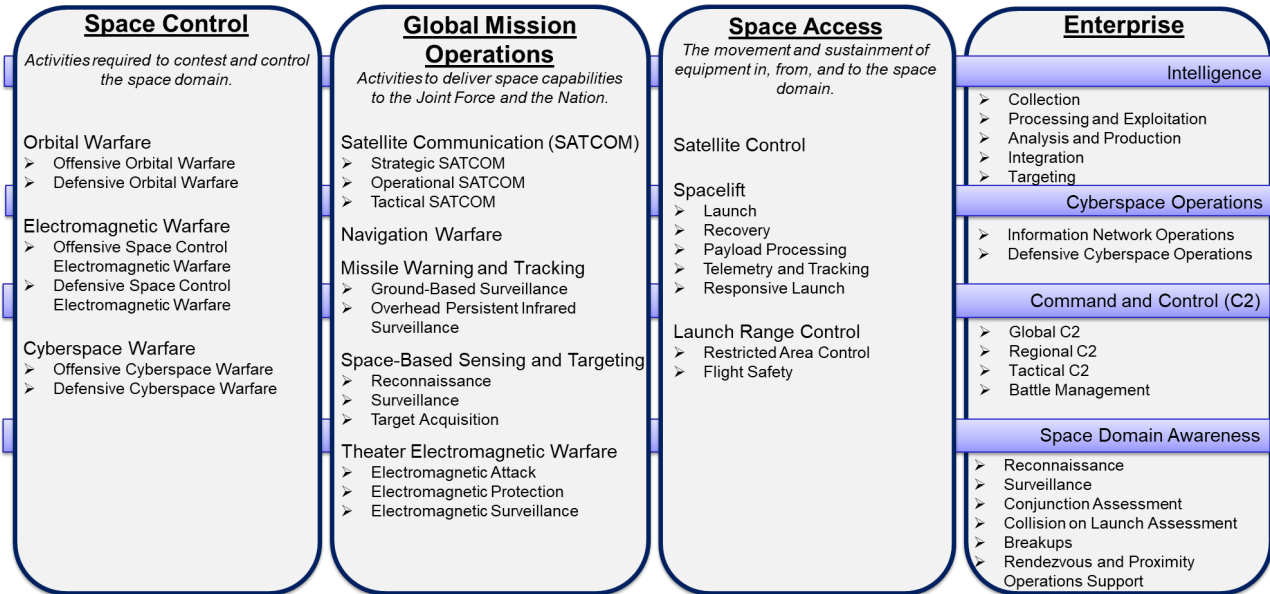 Space Control
Activities required to contest and control
the space domain.
Orbital Warfare
➢ Offensive Orbital Warfare
➢ Defensive Orbital Warfare
Electromagnetic Warfare
➢ Offensive Space Control
Electromagnetic Warfare
➢ Defensive Space Control
Electromagnetic Warfare
Cyberspace Warfare
➢ Offensive Cyberspace Warfare
➢ Defensive Cyberspace Warfare
Global Mission
Operations
Activities to deliver space capabilities
to the Joint Force and the Nation.
Satellite Communication (SATCOM)
➢ Strategic SATCOM
➢ Operational SATCOM
➢ Tactical SATCOM
Navigation Warfare
Missile Warning and Tracking
➢ Ground-Based Surveillance
➢ Overhead Persistent Infrared
Surveillance
Space-Based Sensing and Targeting
➢ Reconnaissance
➢ Surveillance
➢ Target Acquisition
Theater Electromagnetic Warfare
➢ Electromagnetic Attack
➢ Electromagnetic Protection
➢ Electromagnetic Surveillance
Space Access
The movement and sustainment of
equipment in, from, and to the space
domain.
Satellite Control
Spacelift
➢ Launch
➢ Recovery
➢ Payload Processing
➢ Telemetry and Tracking
➢ Responsive Launch
Launch Range Control
➢ Restricted Area Control
➢ Flight Safety
Enterprise
Intelligence
➢ Collection
➢ Processing and Exploitation
➢ Analysis and Production
➢ Integration
➢ Targeting
Cyberspace Operations
➢ Information Network Operations
➢ Defensive Cyberspace Operations
Command and Control (C2)
➢ Global C2
➢ Regional C2
➢ Tactical C2
➢ Battle Management
Space Domain Awareness
➢ Reconnaissance
➢ Surveillance
➢ Conjunction Assessment
➢ Collision on Launch Assessment
➢ Breakups
➢ Rendezvous and Proximity
Operations Support